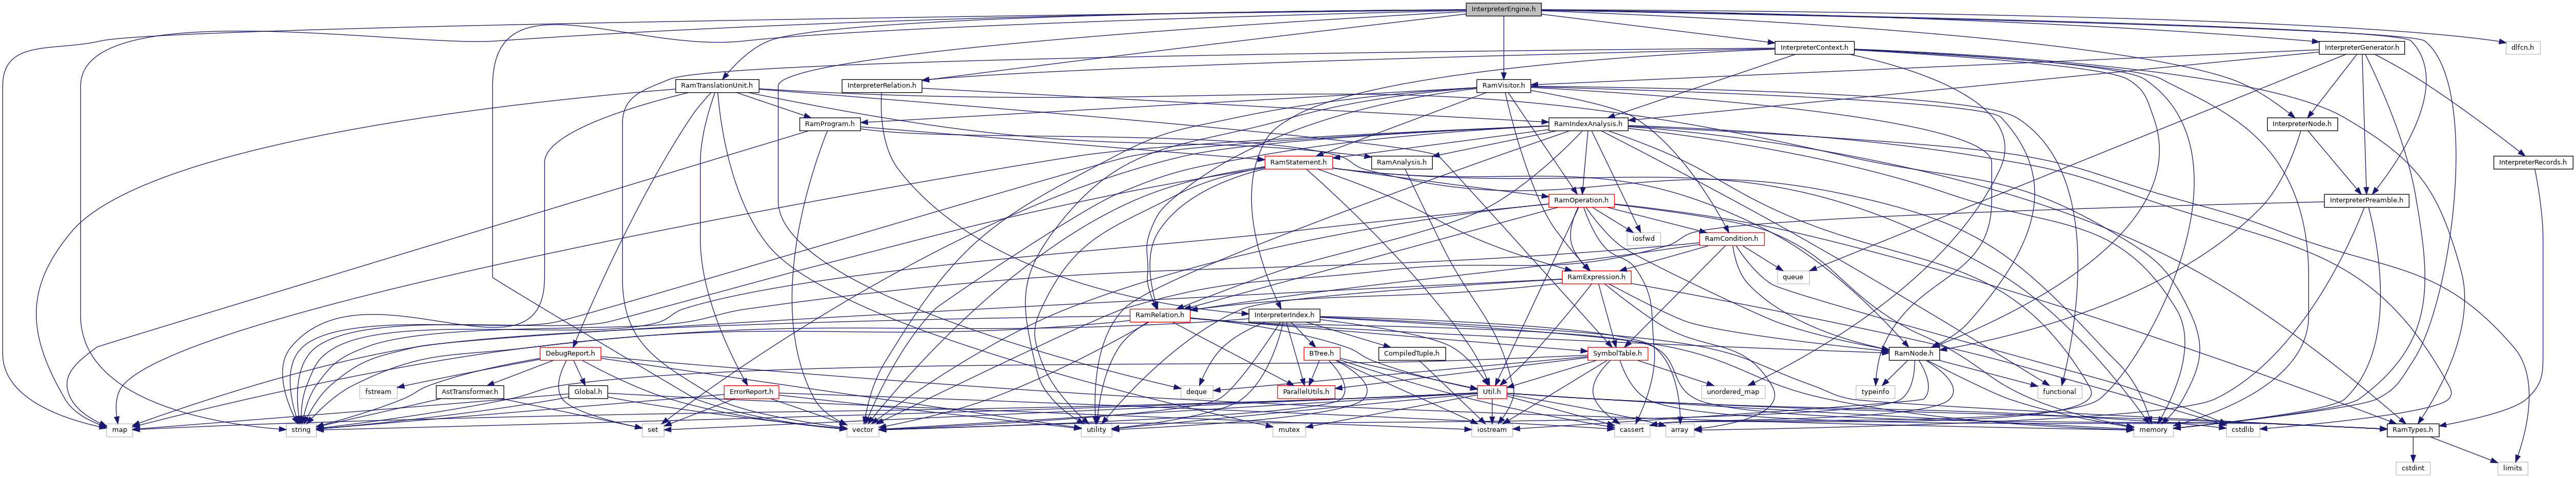 InterpreterEngine.h
InterpreterContext.h
InterpreterGenerator.h
dlfcn.h
RamTranslationUnit.h
InterpreterRelation.h
RamVisitor.h
RamProgram.h
RamIndexAnalysis.h
InterpreterNode.h
RamStatement.h
RamAnalysis.h
InterpreterRecords.h
RamOperation.h
InterpreterPreamble.h
iosfwd
RamCondition.h
RamExpression.h
queue
RamRelation.h
InterpreterIndex.h
DebugReport.h
BTree.h
CompiledTuple.h
SymbolTable.h
RamNode.h
fstream
AstTransformer.h
Global.h
ErrorReport.h
deque
ParallelUtils.h
Util.h
unordered_map
typeinfo
functional
map
string
set
vector
utility
mutex
iostream
cassert
array
memory
cstdlib
RamTypes.h
cstdint
limits